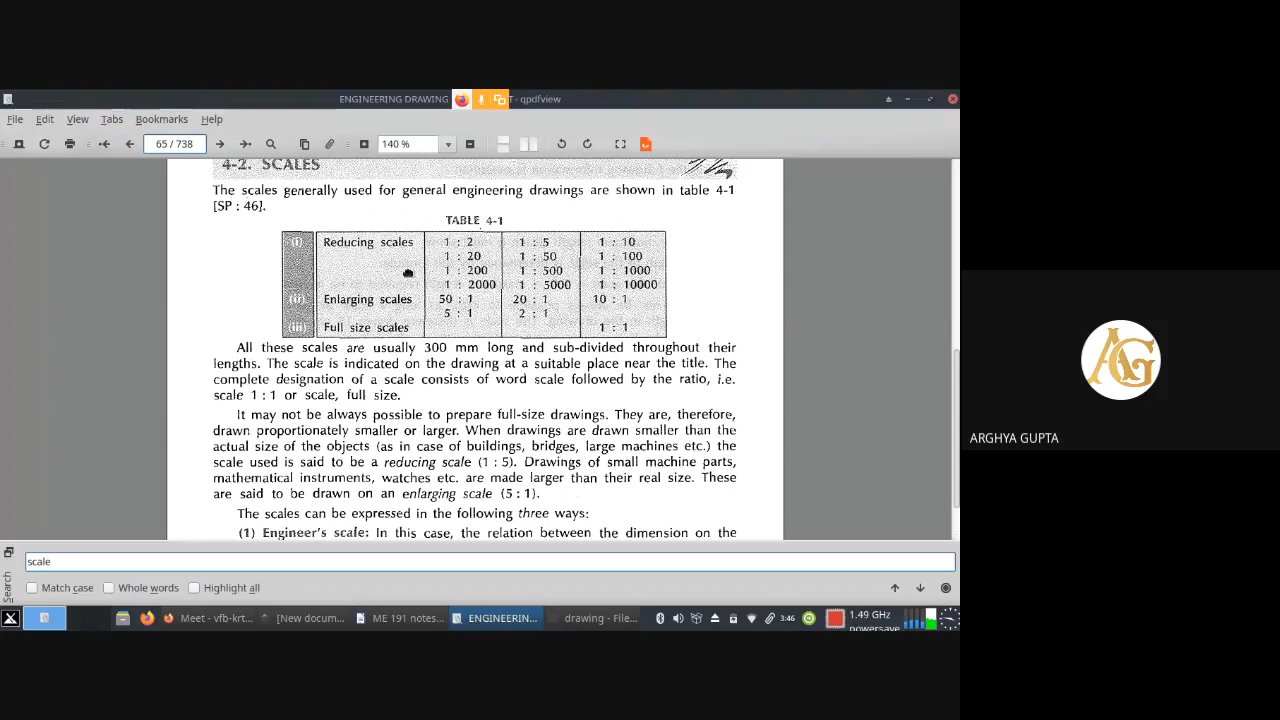 ENGINEERING DRAWING T - qpdfview
File Edit View Tabs Bookmarks Help
65 / 738 140 %
4-2. SCALES
The scales generally used for general engineering drawings are shown in table 4-1
[SP : 46].
TABLE 4-1
(i) Reducing scales 1 : 2 1 : 5 1 : 10
1 : 20 1 : 50 1 : 100
1 : 200 1 : 500 1 : 1000
1 : 2000 1 : 5000 1 : 10000
(ii) Enlarging scales 50 : 1 20 : 1 10 : 1
5 : 1 2 : 1
(iii) Full size scales 1 : 1
All these scales are usually 300 mm long and sub-divided throughout their
lengths. The scale is indicated on the drawing at a suitable place near the title. The
complete designation of a scale consists of word scale followed by the ratio, i.e.
scale 1 : 1 or scale, full size.
It may not be always possible to prepare full-size drawings. They are, therefore,
drawn proportionately smaller or larger. When drawings are drawn smaller than the
actual size of the objects (as in case of buildings, bridges, large machines etc.) the
scale used is said to be a reducing scale (1 : 5). Drawings of small machine parts,
mathematical instruments, watches etc. are made larger than their real size. These
are said to be drawn on an enlarging scale (5 : 1).
The scales can be expressed in the following three ways:
(1) Engineer's scale: In this case, the relation between the dimension on the
Search
scale
Match case Whole words Highlight all
Meet - vfb-krt... [New docum... ME 191 notes... ENGINEERIN... drawing - File... 3:46 1.49 GHz
powersave
AG
ARGHYA GUPTA